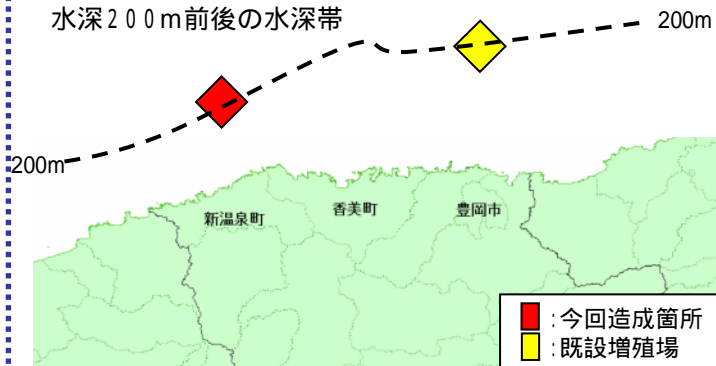 水深200m前後の水深帯
200m
200m
新温泉町
香美町
豊岡市
:今回造成箇所
:既設増殖場